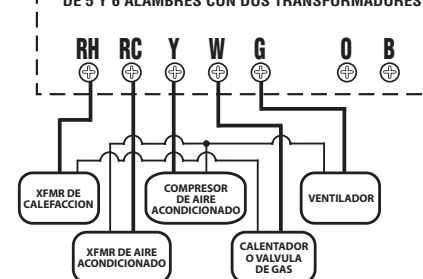 DE 5 Y 6 ALAMBRES CON DOS TRANSFORMADORES
RH RC Y W G O B
XFMR DE
CALEFACCION
COMPRESOR
DE AIRE
ACONDICIONADO
VENTILADOR
XFMR DE AIRE
ACONDICIONADO
CALENTADOR
O VALVULA
DE GAS